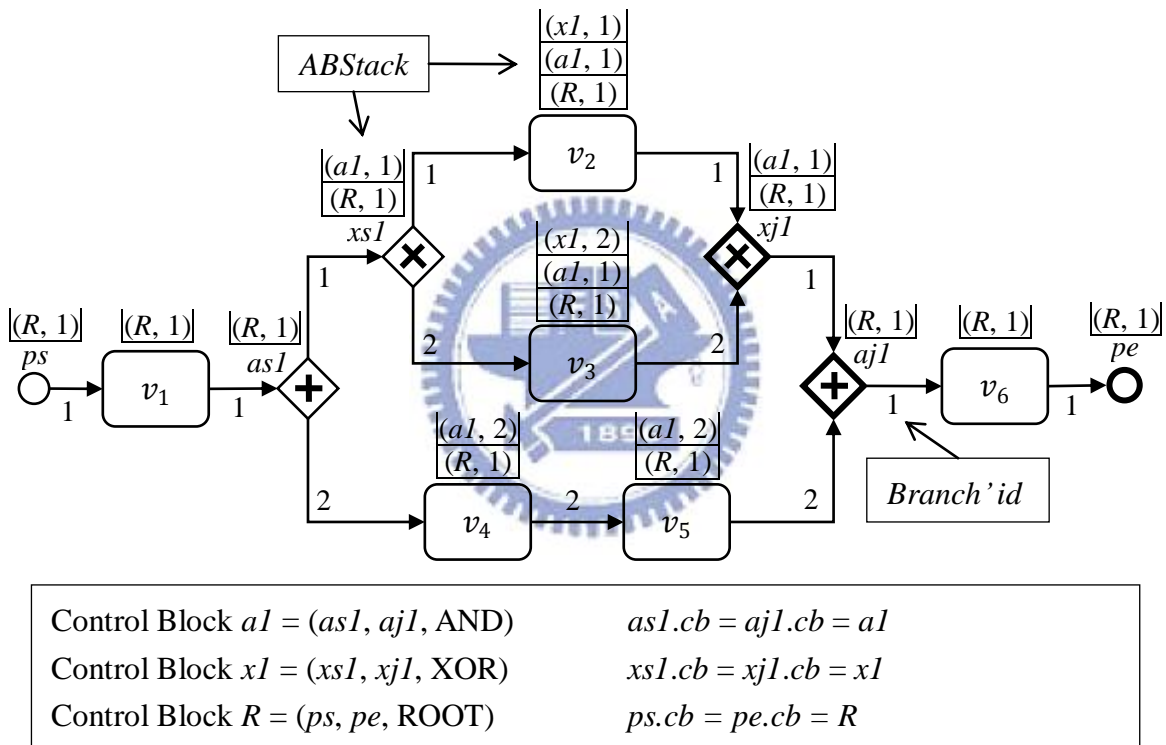 (x1, 1)
(a1, 1)
(R, 1)
ABStack
(a1, 1)
(R, 1)
xs1
1
v2
1
(a1, 1)
(R, 1)
xj1
(x1, 2)
(a1, 1)
(R, 1)
1
2
v3
2
1
(R, 1)
ps
1
(R, 1)
v1
1
(R, 1)
as1
(R, 1)
aj1
1
(R, 1)
v6
1
(R, 1)
pe
189
(a1, 2)
(R, 1)
(a1, 2)
(R, 1)
2
v4
2
v5
2
Branch' id
Control Block a1 = (as1, aj1, AND) as1.cb = aj1.cb = a1
Control Block x1 = (xs1, xj1, XOR) xs1.cb = xj1.cb = x1
Control Block R = (ps, pe, ROOT) ps.cb = pe.cb = R